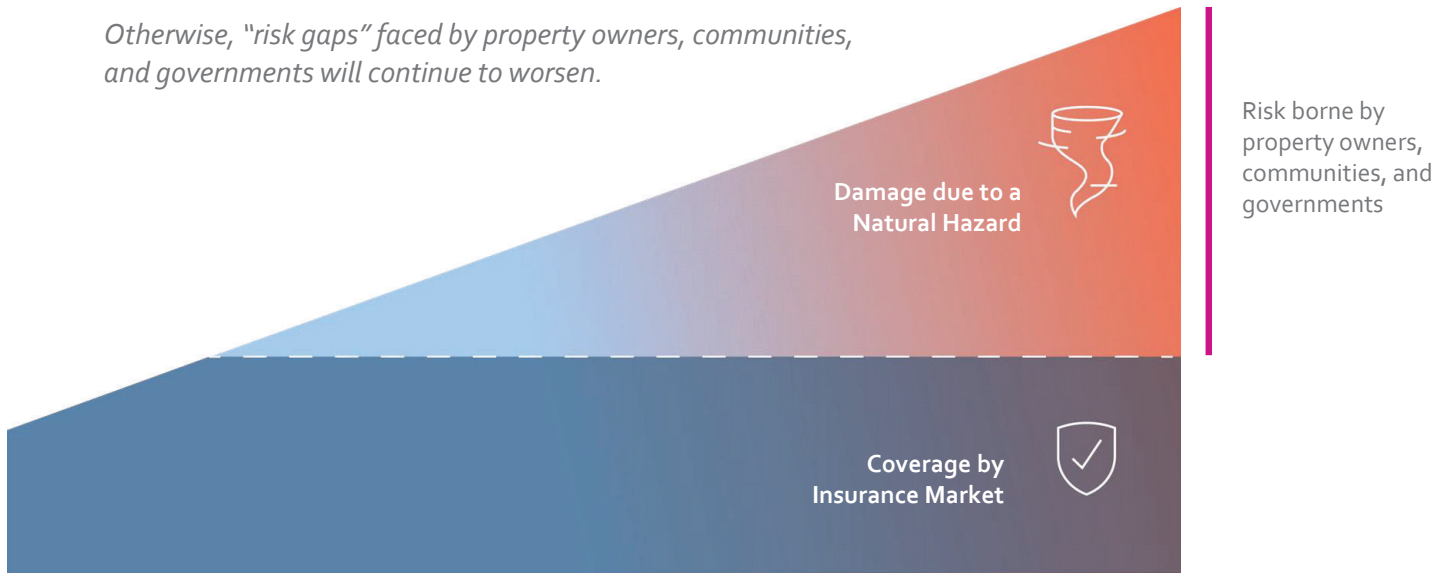 Otherwise, “risk gaps” faced by property owners, communities,
and governments will continue to worsen.
Damage due to a
Natural Hazard
Risk borne by
property owners,
communities, and
governments
Coverage by
Insurance Market